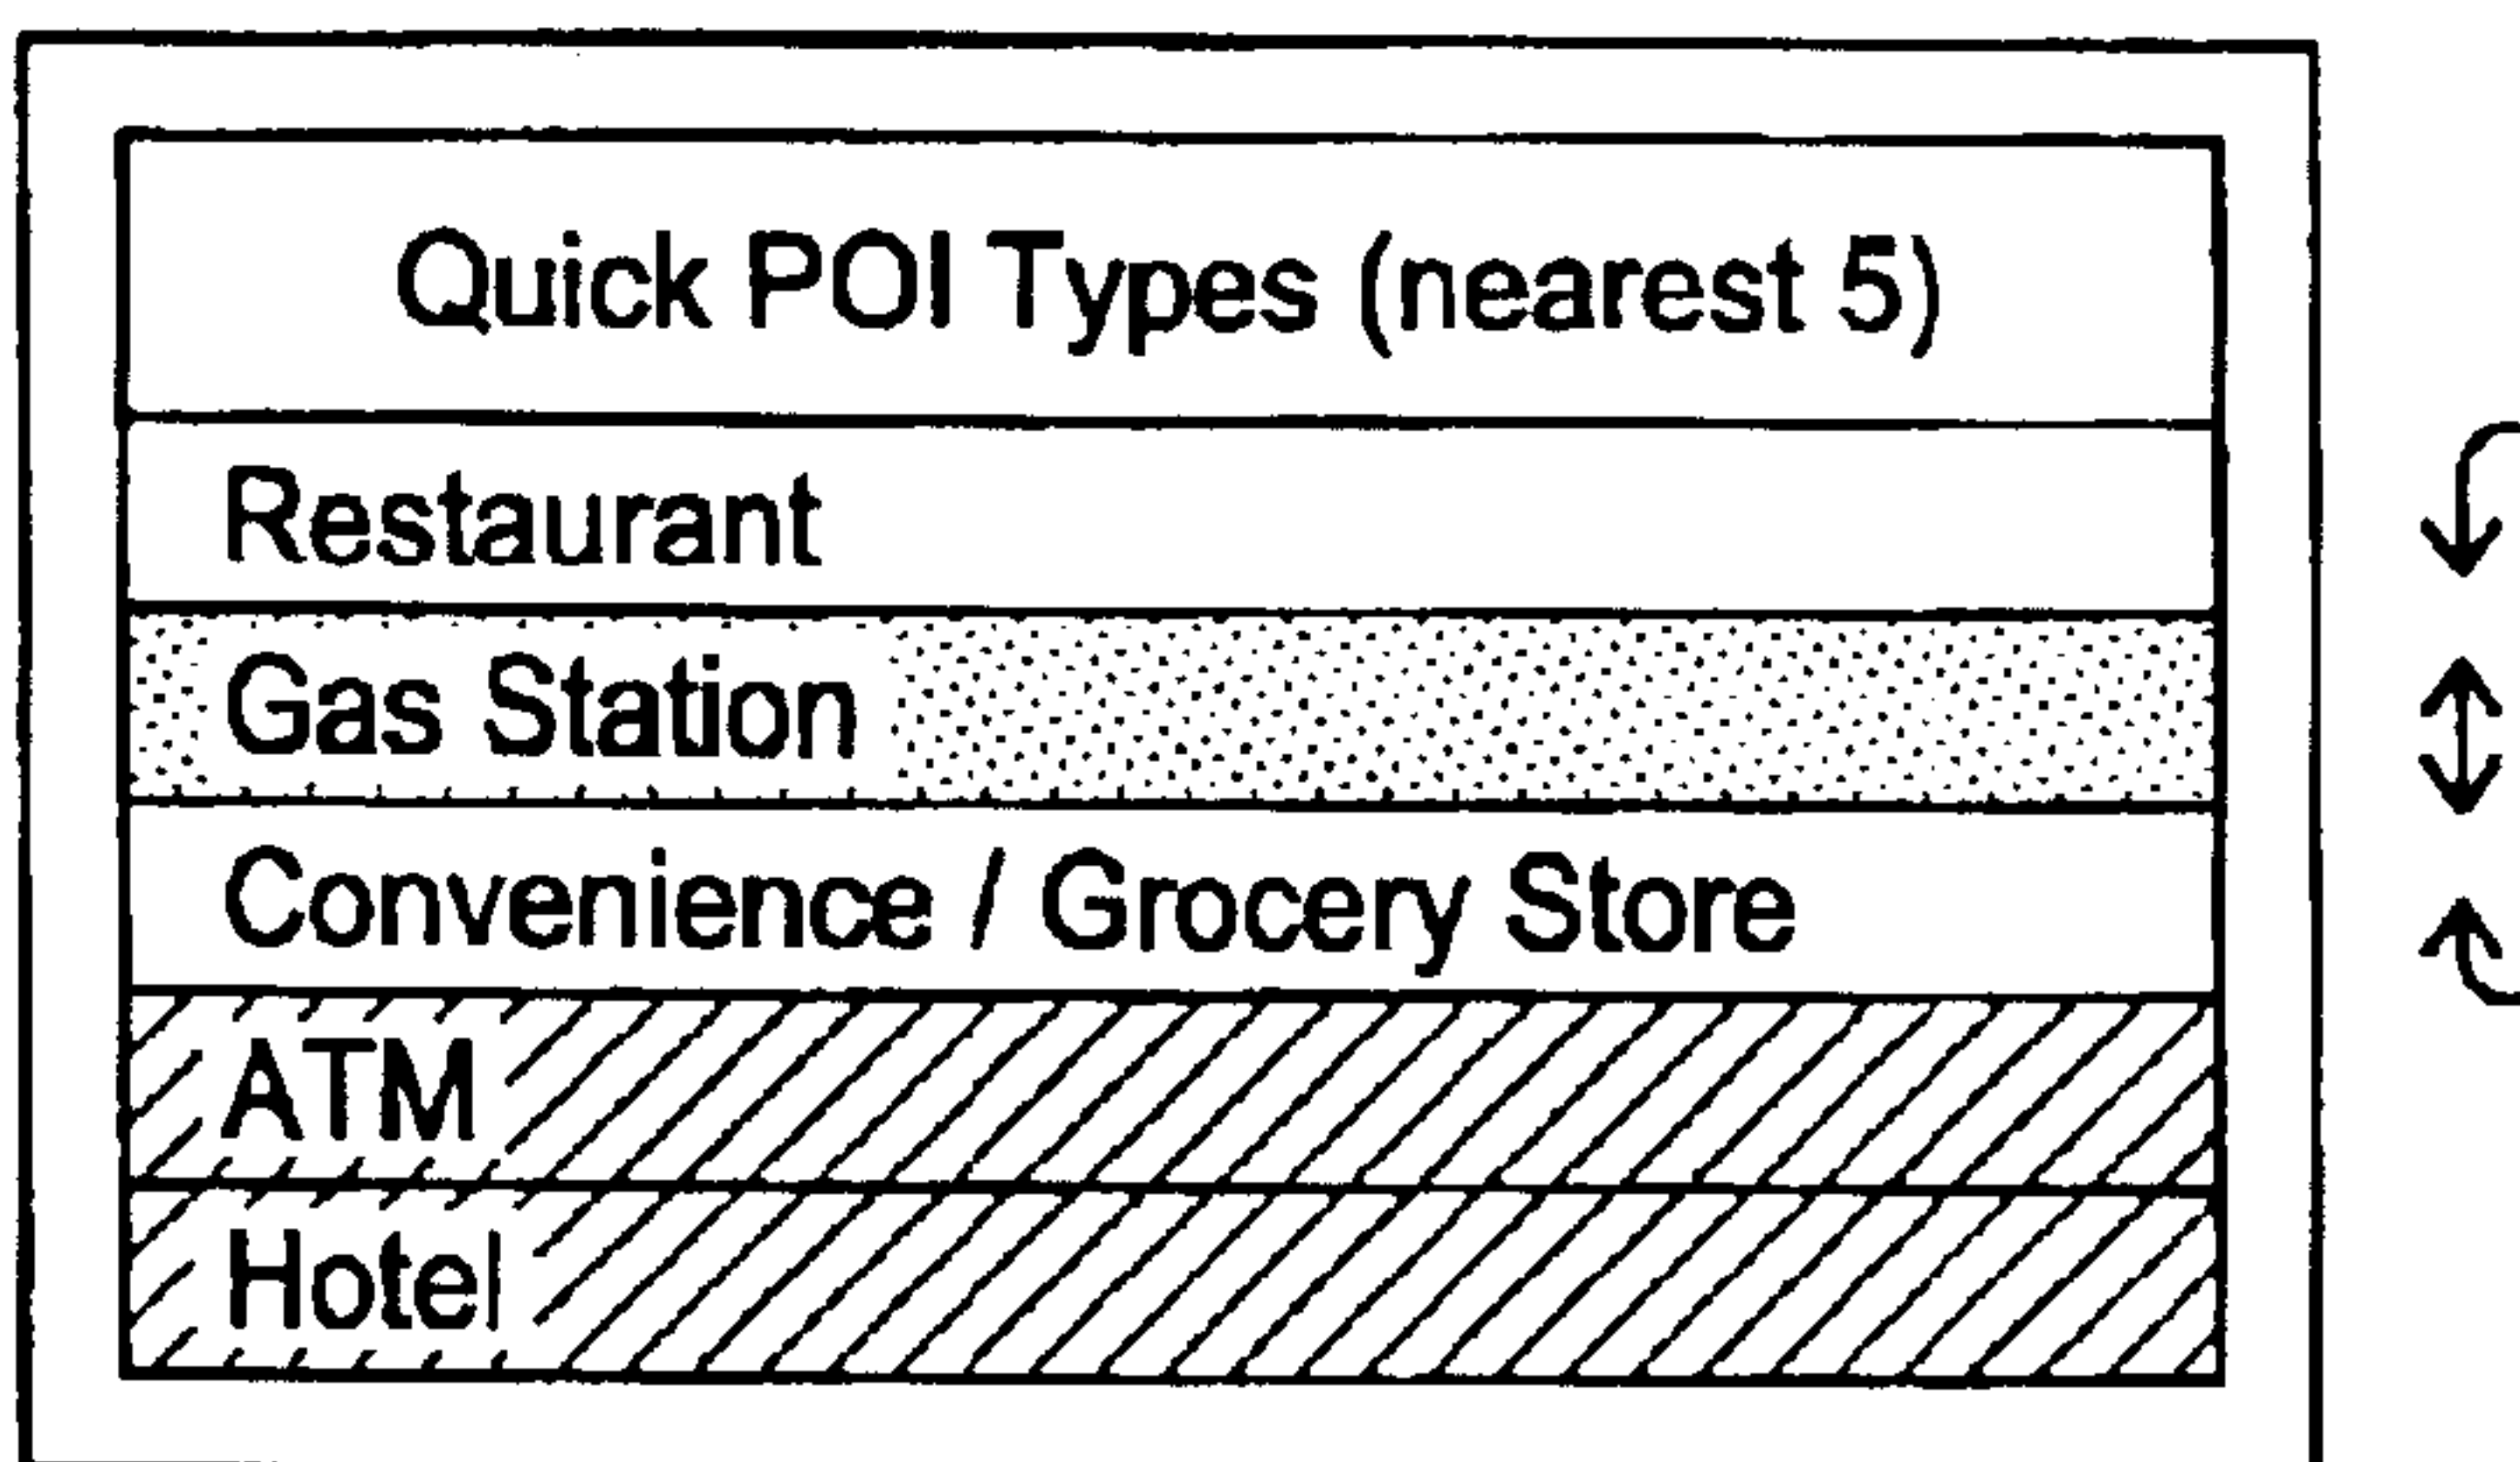 Quick POI Types (nearest 5)
Restaurant
Gas Station
Convenience / Grocery Store
ATM
Hotel